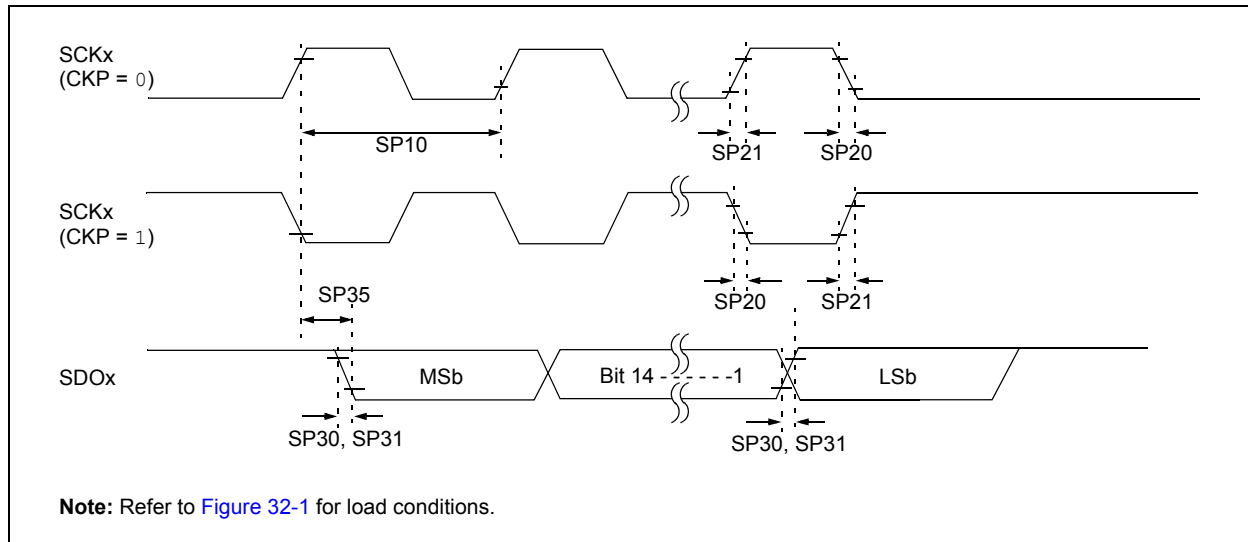 SCKx
(CKP = 0)
SP10
SP21
SP20
SCKx
(CKP = 1)
SP35
SP20
SP21
SDOx
MSb
Bit 14 - - - - - -1
LSb
SP30, SP31
SP30, SP31
Note: Refer to Figure 32-1 for load conditions.